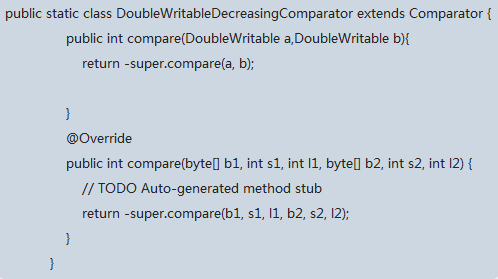 public static class DoubleWritableDecreasingComparator extends Comparator {
public int compare(DoubleWritable a,DoubleWritable b){
return -super.compare(a, b);
}
@Override
public int compare(byte[] b1, int s1, int l1, byte[] b2, int s2, int l2) {
// TODO Auto-generated method stub
return -super.compare(b1, s1, l1, b2, s2, l2);
}
}